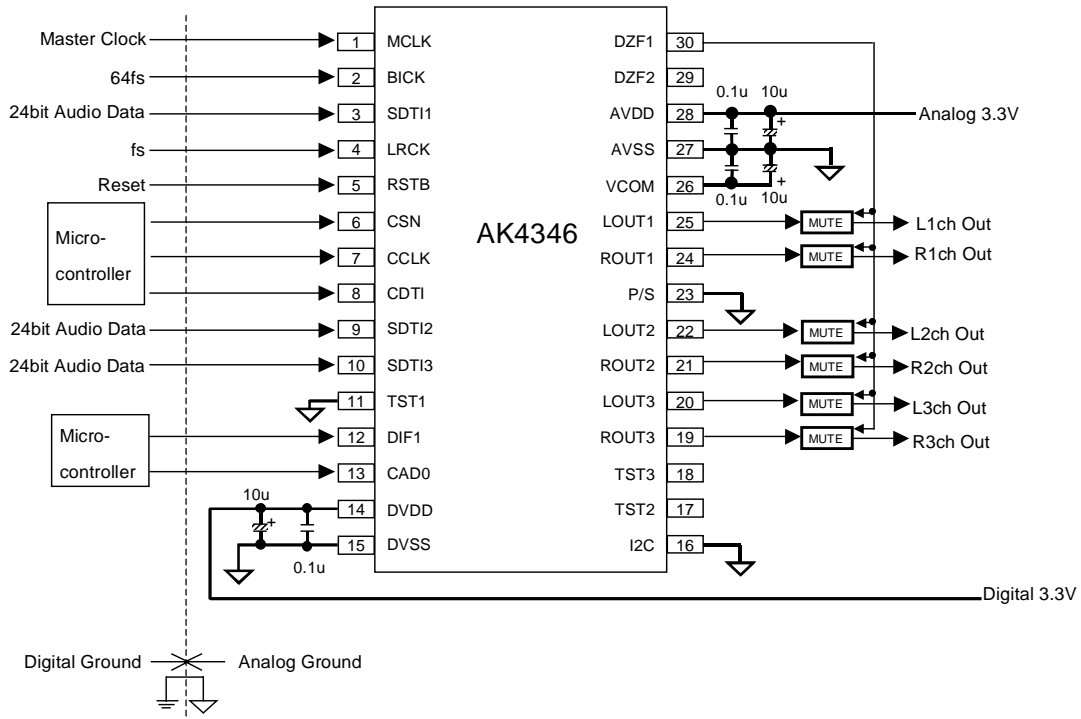 Master Clock 1 MCLK DZF1 30
64fs 2 BICK DZF2 29
0.1u 10u
24bit Audio Data 3 SDTI1 AVDD 28 + Analog 3.3V
fs 4 LRCK AVSS 27
Reset 5 RSTB VCOM 26 +
0.1u 10u
6 CSN AK4346 LOUT1 25 MUTE L1ch Out
Micro-
controller
7 CCLK ROUT1 24 MUTE R1ch Out
8 CDTI P/S 23
24bit Audio Data 9 SDTI2 LOUT2 22 MUTE L2ch Out
24bit Audio Data 10 SDTI3 ROUT2 21 MUTE R2ch Out
11 TST1 LOUT3 20 MUTE L3ch Out
Micro-
controller
12 DIF1 ROUT3 19 MUTE R3ch Out
13 CAD0 TST3 18
10u
14 DVDD TST2 17
+
15 DVSS I2C 16
0.1u
Digital 3.3V
Digital Ground Analog Ground